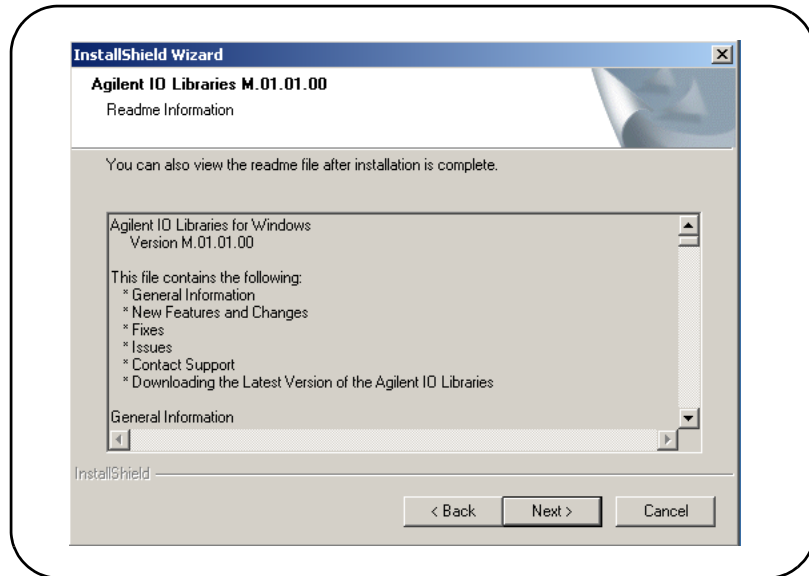 InstallShield Wizard
Agilent IO Libraries M.01.01.00
Readme Information
You can also view the readme file after installation is complete.
Agilent IO Libraries for Windows
Version M.01.01.00
This file contains the following:
* General Information
* New Features and Changes
* Fixes
* Issues
* Contact Support
* Downloading the Latest Version of the Agilent IO Libraries
General Information
InstallShield
< Back
Next >
Cancel